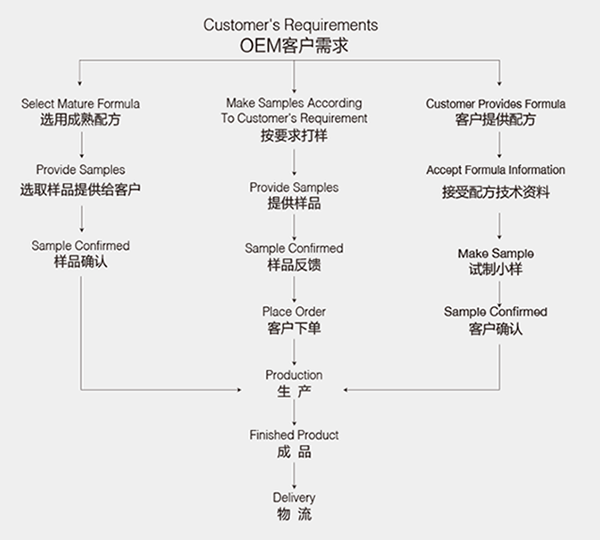 Customer's Requirements
OEM客户需求
Select Mature Formula
选用成熟配方
Provide Samples
选取样品提供给客户
Sample Confirmed
样品确认
Make Samples According
To Customer's Requirement
按要求打样
Provide Samples
提供样品
Sample Confirmed
样品反馈
Place Order
客户下单
Customer Provides Formula
客户提供配方
Accept Formula Information
接受配方技术资料
Make Sample
试制小样
Sample Confirmed
客户确认
Production
生 产
Finished Product
成 品
Delivery
物 流